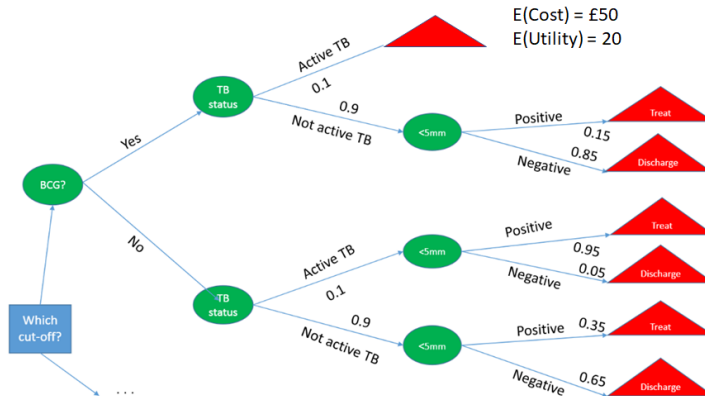 E(Cost) = £50
E(Utility) = 20
Active TB
0.1
TB
status
0.9
Not active TB
<5mm
Positive
0.15
Treat
0.85
Negative
Discharge
Yes
BCG?
No
Active TB
0.1
<5mm
Positive
0.95
Treat
0.05
Negative
Discharge
TB
status
0.9
Not active TB
<5mm
Positive
0.35
Treat
0.65
Negative
Discharge
Which
cut-off?
...